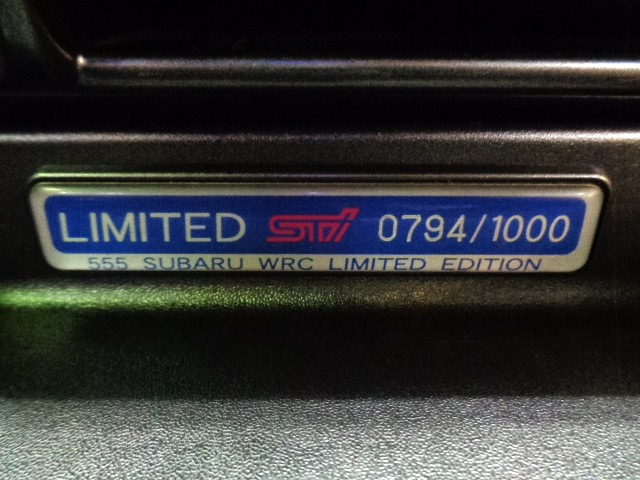 LIMITED STi 0794/1000
555 SUBARU WRC LIMITED EDITION